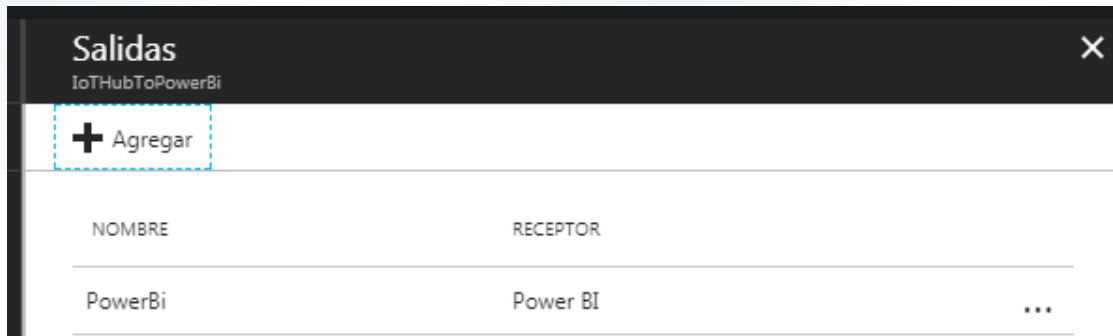 Salidas
IoTHubToPowerBi
Agregar
NOMBRE RECEPTOR
PowerBi Power BI ...